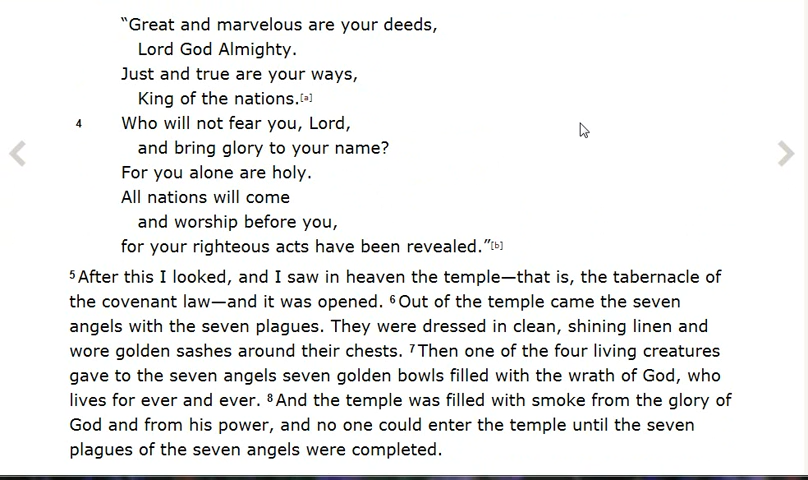 “Great and marvelous are your deeds,
Lord God Almighty.
Just and true are your ways,
King of the nations.[a]
4 Who will not fear you, Lord,
and bring glory to your name?
For you alone are holy.
All nations will come
and worship before you,
for your righteous acts have been revealed.”[b]
5 After this I looked, and I saw in heaven the temple—that is, the tabernacle of
the covenant law—and it was opened. 6 Out of the temple came the seven
angels with the seven plagues. They were dressed in clean, shining linen and
wore golden sashes around their chests. 7 Then one of the four living creatures
gave to the seven angels seven golden bowls filled with the wrath of God, who
lives for ever and ever. 8 And the temple was filled with smoke from the glory of
God and from his power, and no one could enter the temple until the seven
plagues of the seven angels were completed.